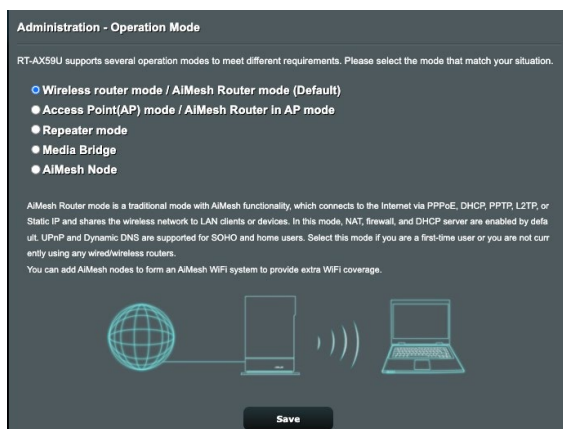 Administration - Operation Mode
RT-AX59U supports several operation modes to meet different requirements. Please select the mode that match your situation.
Wireless router mode / AiMesh Router mode (Default)
Access Point(AP) mode / AiMesh Router in AP mode
Repeater mode
Media Bridge
AiMesh Node
AiMesh Router mode is a traditional mode with AiMesh functionality, which connects to the Internet via PPPoE, DHCP, PPTP, L2TP, or
Static IP and shares the wireless network to LAN clients or devices. In this mode, NAT, firewall, and DHCP server are enabled by defa
ult. UPnP and Dynamic DNS are supported for SOHO and home users. Select this mode if you are a first-time user or you are not curr
ently using any wired/wireless routers.
You can add AiMesh nodes to form an AiMesh WiFi system to provide extra WiFi coverage.
Save